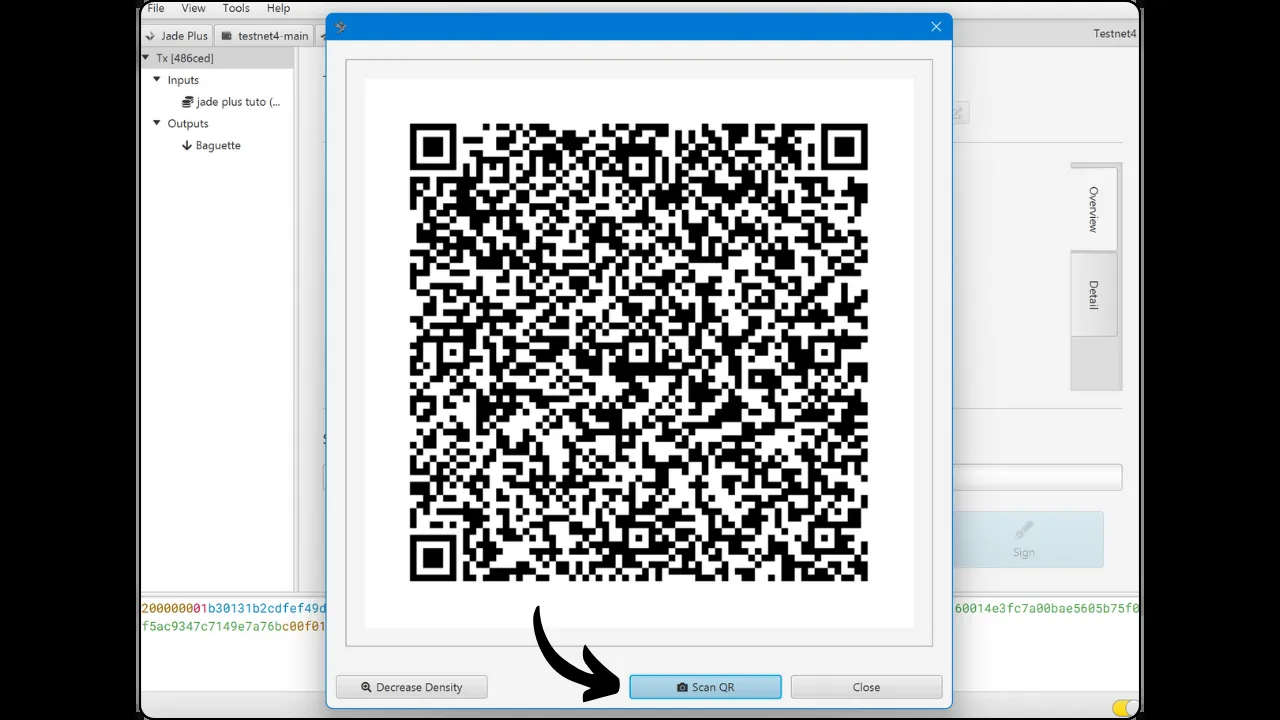 File View Tools Help
Jade Plus testnet4-main Testnet4
Tx [486ced]
Inputs
jade plus tuto (...
Outputs
Baguette
Overview
Detail
Sign
200000001b30131b2cdfef49d 60014e3fc7a00bae5605b75f0
f5ac9347c7149e7a76bc00f01
Decrease Density Scan QR Close